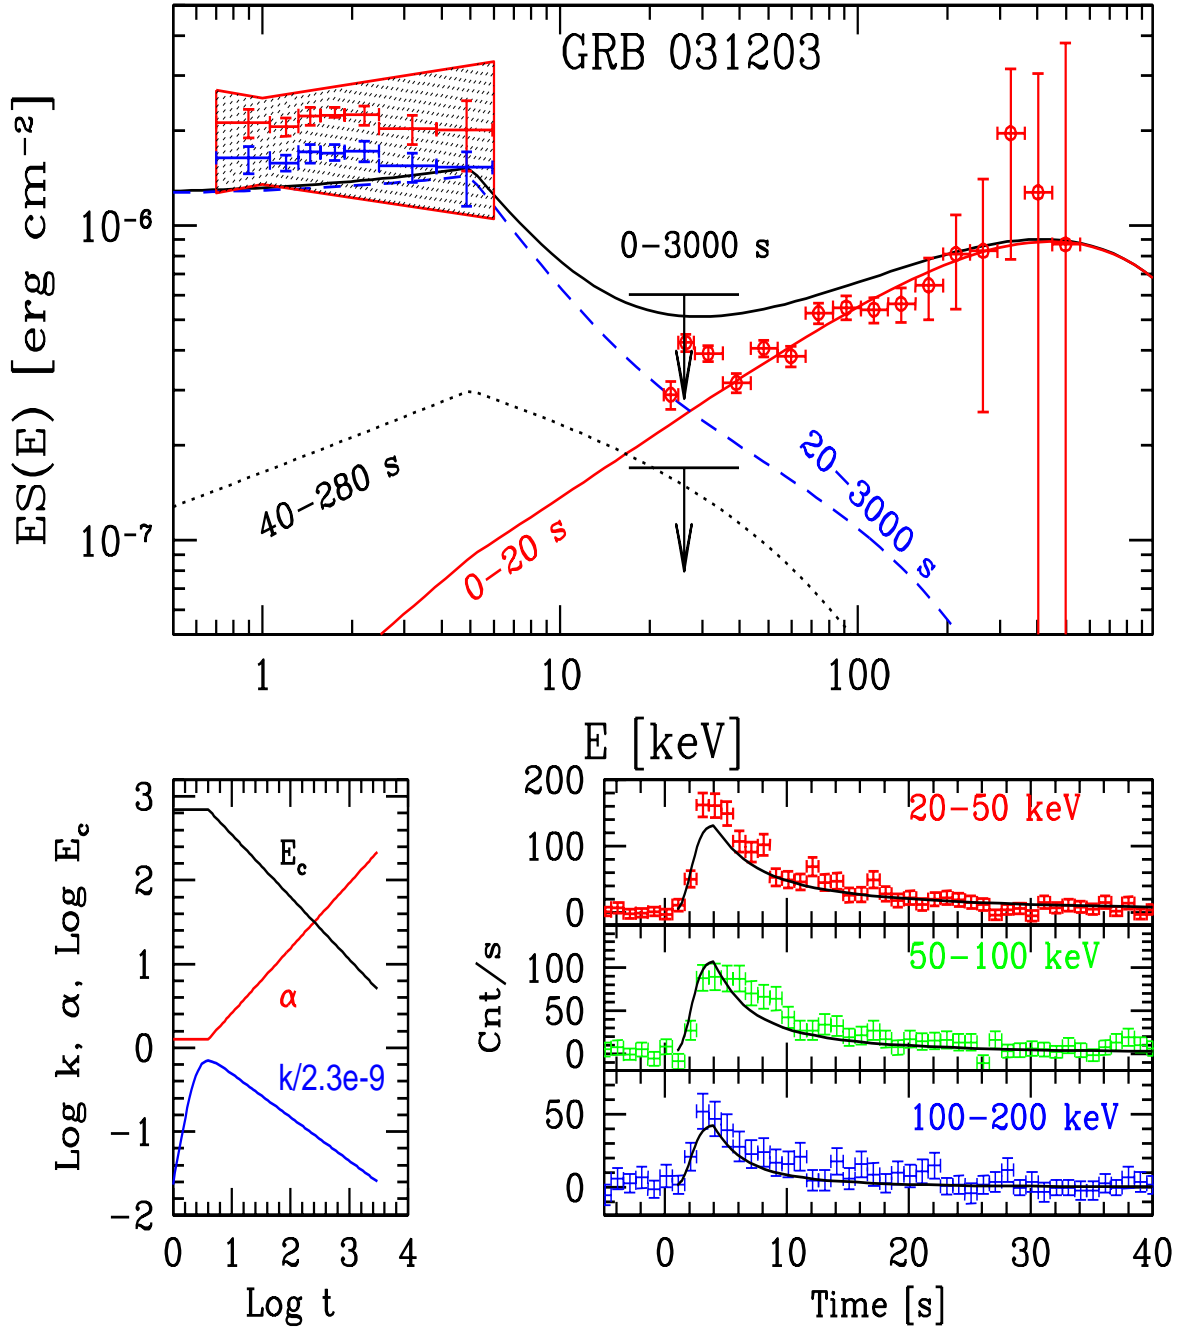 GRB 031203
ES(E) [erg cm⁻²]
10⁻⁶
10⁻⁷
0-3000 s
40-280 s
0-20 s
20-3000 s
1 10 100
E [keV]
Log k, α, Log E_c
3
2
1
0
-1
-2
E_c
α
k/2.3e-9
0 1 2 3 4
Log t
Cnt/s
200
100
0
20-50 keV
100
50
0
50-100 keV
50
0
100-200 keV
0 10 20 30 40
Time [s]